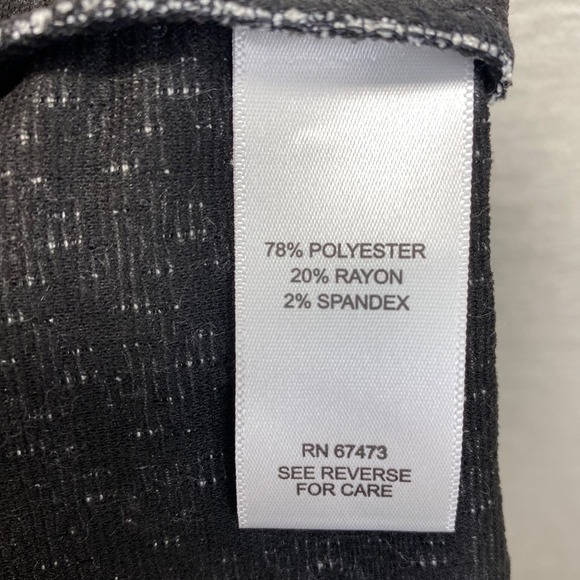 78% POLYESTER
20% RAYON
2% SPANDEX
RN 67473
SEE REVERSE
FOR CARE